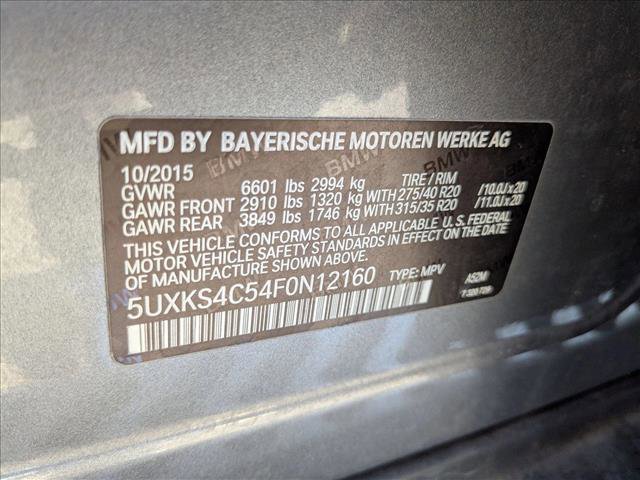 MFD BY BAYERISCHE MOTOREN WERKE AG
10/2015 TIRE/RIM
GVWR 6601 lbs 2994 kg
GAWR FRONT 2910 lbs 1320 kg WITH 275/40 R20 /10.0J x 20
GAWR REAR 3849 lbs 1746 kg WITH 315/35 R20 /11.0J x 20
THIS VEHICLE CONFORMS TO ALL APPLICABLE U.S. FEDERAL
MOTOR VEHICLE SAFETY STANDARDS IN EFFECT ON THE DATE
OF MANUFACTURE SHOWN ABOVE.
5UXKS4C54F0N12160 TYPE: MPV A52M